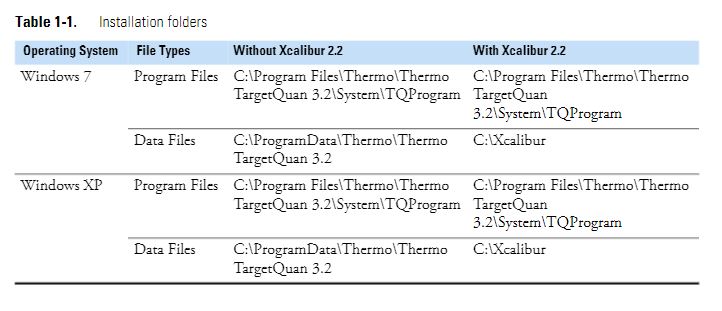 Table 1-1. Installation folders
Operating System File Types Without Xcalibur 2.2 With Xcalibur 2.2
Windows 7 Program Files C:\Program Files\Thermo\Thermo C:\Program Files\Thermo\Thermo
TargetQuan 3.2\System\TQProgram TargetQuan
3.2\System\TQProgram
Data Files C:\ProgramData\Thermo\Thermo C:\Xcalibur
TargetQuan 3.2
Windows XP Program Files C:\Program Files\Thermo\Thermo C:\Program Files\Thermo\Thermo
TargetQuan 3.2\System\TQProgram TargetQuan
3.2\System\TQProgram
Data Files C:\ProgramData\Thermo\Thermo C:\Xcalibur
TargetQuan 3.2